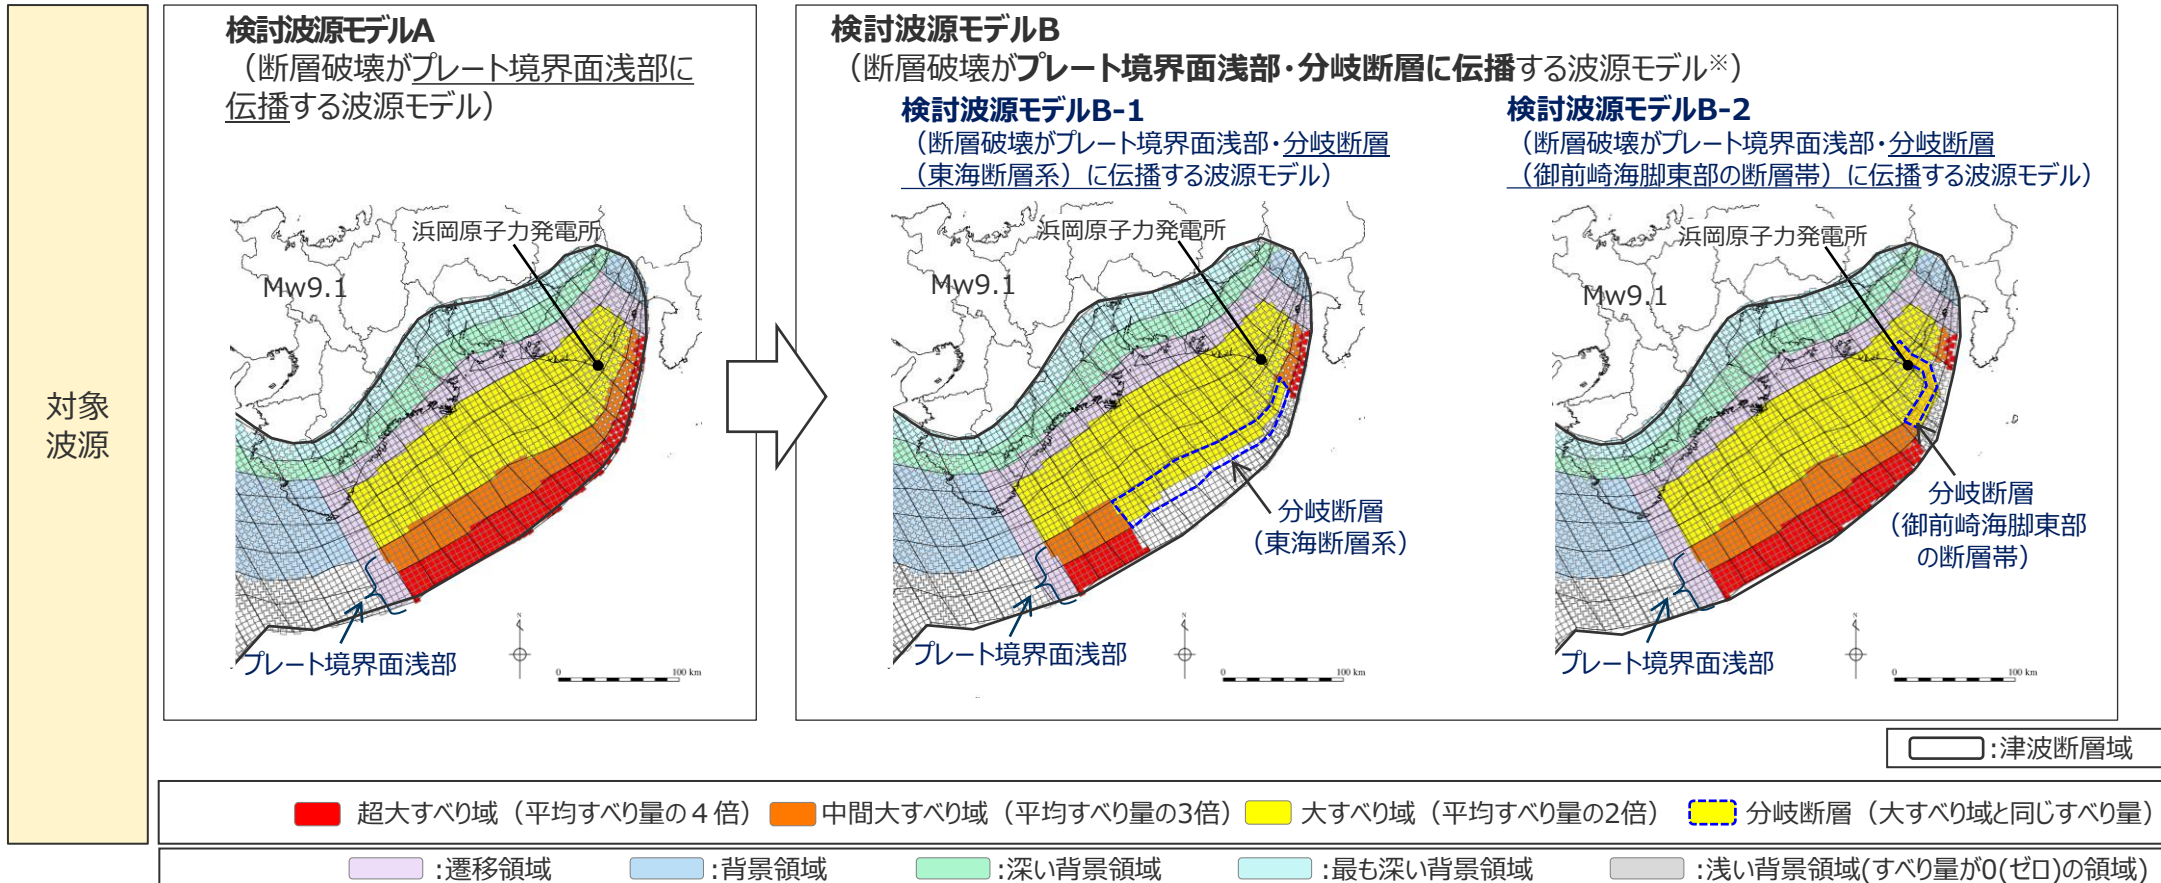 対象
波源
検討波源モデルA
（断層破壊がプレート境界面浅部に
伝播する波源モデル）
浜岡原子力発電所
Mw9.1
プレート境界面浅部
N
0
100 km
検討波源モデルB
（断層破壊がプレート境界面浅部・分岐断層に伝播する波源モデル※）
検討波源モデルB-1
（断層破壊がプレート境界面浅部・分岐断層
（東海断層系）に伝播する波源モデル）
浜岡原子力発電所
Mw9.1
分岐断層
（東海断層系）
プレート境界面浅部
N
0
100 km
検討波源モデルB-2
（断層破壊がプレート境界面浅部・分岐断層
（御前崎海脚東部の断層帯）に伝播する波源モデル）
浜岡原子力発電所
Mw9.1
分岐断層
（御前崎海脚東部
の断層帯）
プレート境界面浅部
N
0
100 km
:津波断層域
超大すべり域（平均すべり量の４倍） 中間大すべり域（平均すべり量の3倍） 大すべり域（平均すべり量の2倍） 分岐断層（大すべり域と同じすべり量）
:遷移領域 :背景領域 :深い背景領域 :最も深い背景領域 :浅い背景領域(すべり量が0(ゼロ)の領域)